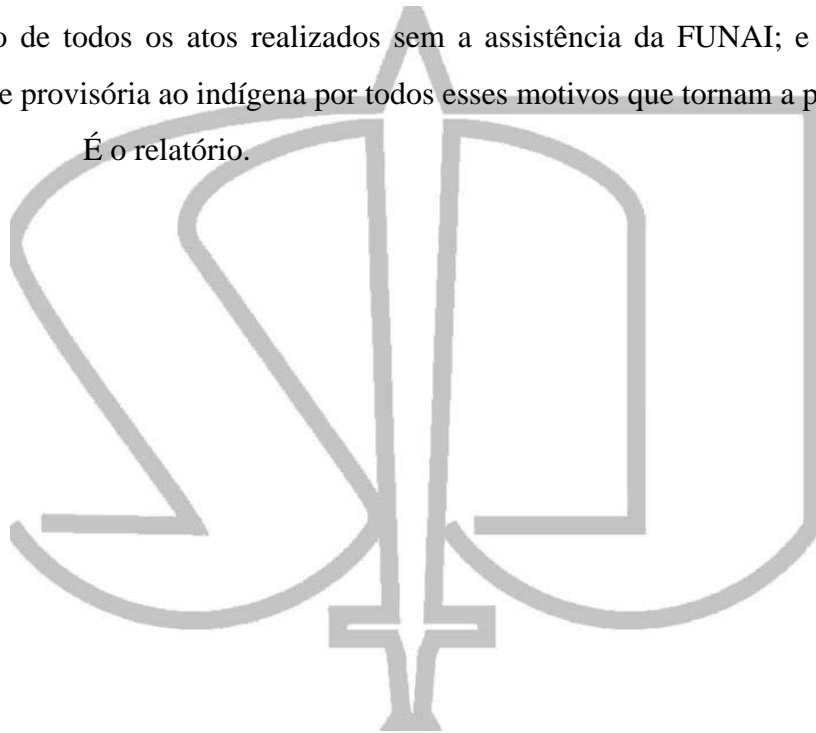 o de todos os atos realizados sem a assistência da FUNAI; e
e provisória ao indígena por todos esses motivos que tornam a p
É o relatório.